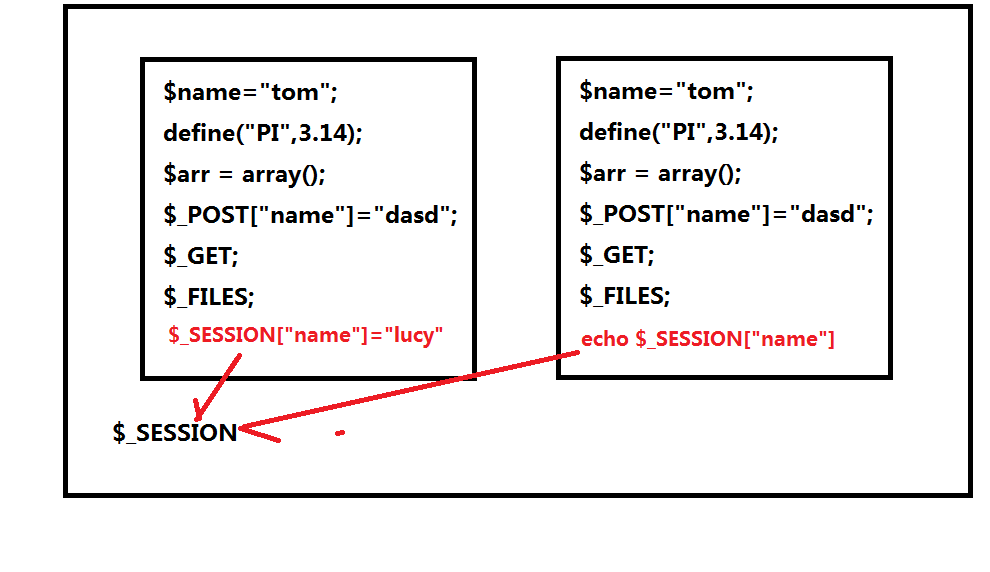 $name="tom";
define("PI",3.14);
$arr = array();
$_POST["name"]="dasd";
$_GET;
$_FILES;
$_SESSION["name"]="lucy"
$name="tom";
define("PI",3.14);
$arr = array();
$_POST["name"]="dasd";
$_GET;
$_FILES;
echo $_SESSION["name"]
$_SESSION